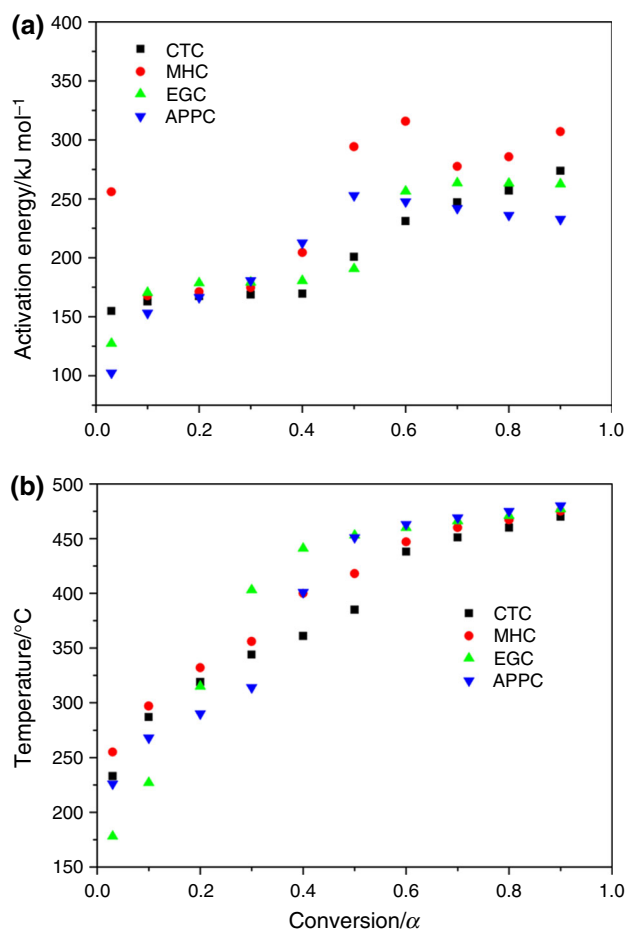 (a)
400
350
300
250
200
150
100
Activation energy/kJ mol⁻¹
CTC
MHC
EGC
APPC
0.0 0.2 0.4 0.6 0.8 1.0
(b)
500
450
400
350
300
250
200
150
Temperature/°C
CTC
MHC
EGC
APPC
0.0 0.2 0.4 0.6 0.8 1.0
Conversion/α